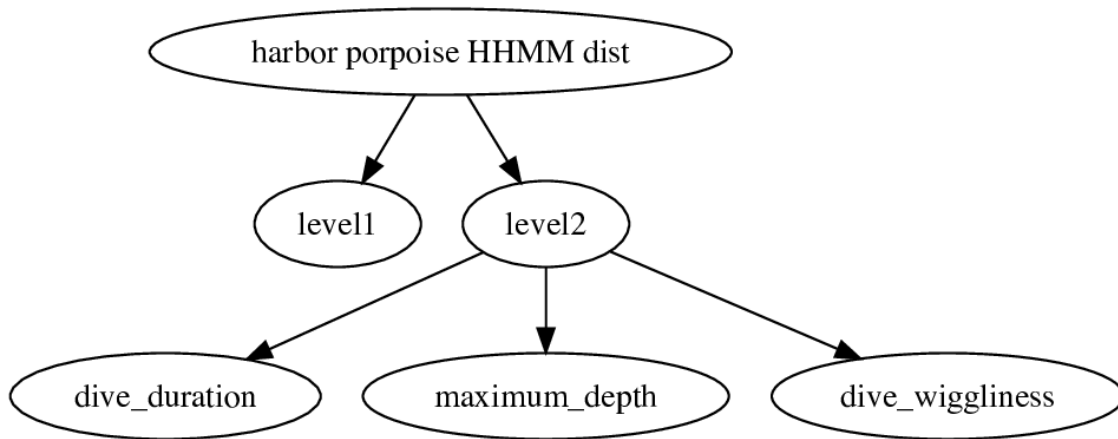 harbor porpoise HHMM dist
level1
level2
dive_duration
maximum_depth
dive_wiggliness